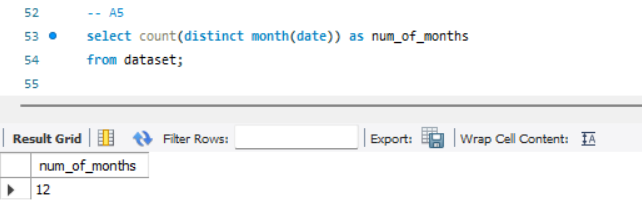 52 -- A5
53 select count(distinct month(date)) as num_of_months
54 from dataset;
55
Result Grid Filter Rows: Export: Wrap Cell Content: IA
num_of_months
12